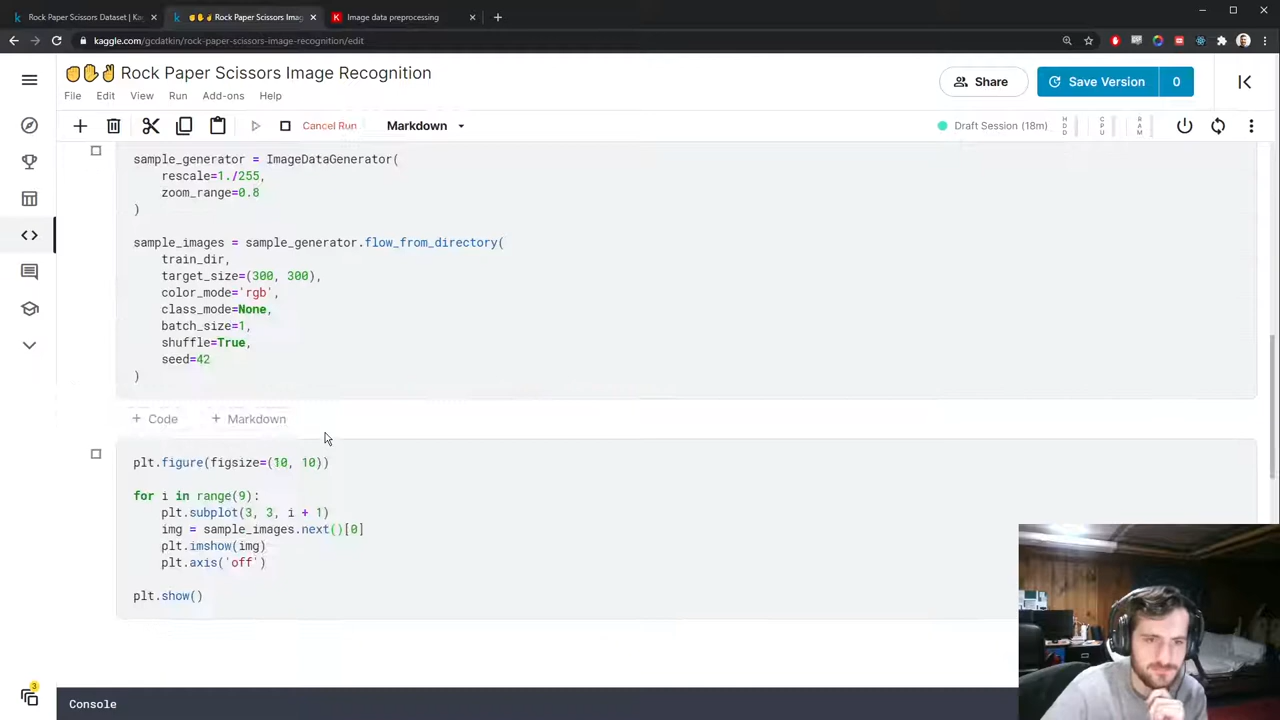 Rock Paper Scissors Dataset | Ka
✊✋✌ Rock Paper Scissors Imag
Image data preprocessing
kaggle.com/gcdatkin/rock-paper-scissors-image-recognition/edit
✊✋✌ Rock Paper Scissors Image Recognition
Share
Save Version
0
File Edit View Run Add-ons Help
Cancel Run
Markdown
Draft Session (18m)
HDD
CPU
RAM
sample_generator = ImageDataGenerator(
rescale=1./255,
zoom_range=0.8
)
sample_images = sample_generator.flow_from_directory(
train_dir,
target_size=(300, 300),
color_mode='rgb',
class_mode=None,
batch_size=1,
shuffle=True,
seed=42
)
+ Code
+ Markdown
plt.figure(figsize=(10, 10))
for i in range(9):
plt.subplot(3, 3, i + 1)
img = sample_images.next()[0]
plt.imshow(img)
plt.axis('off')
plt.show()
3
Console